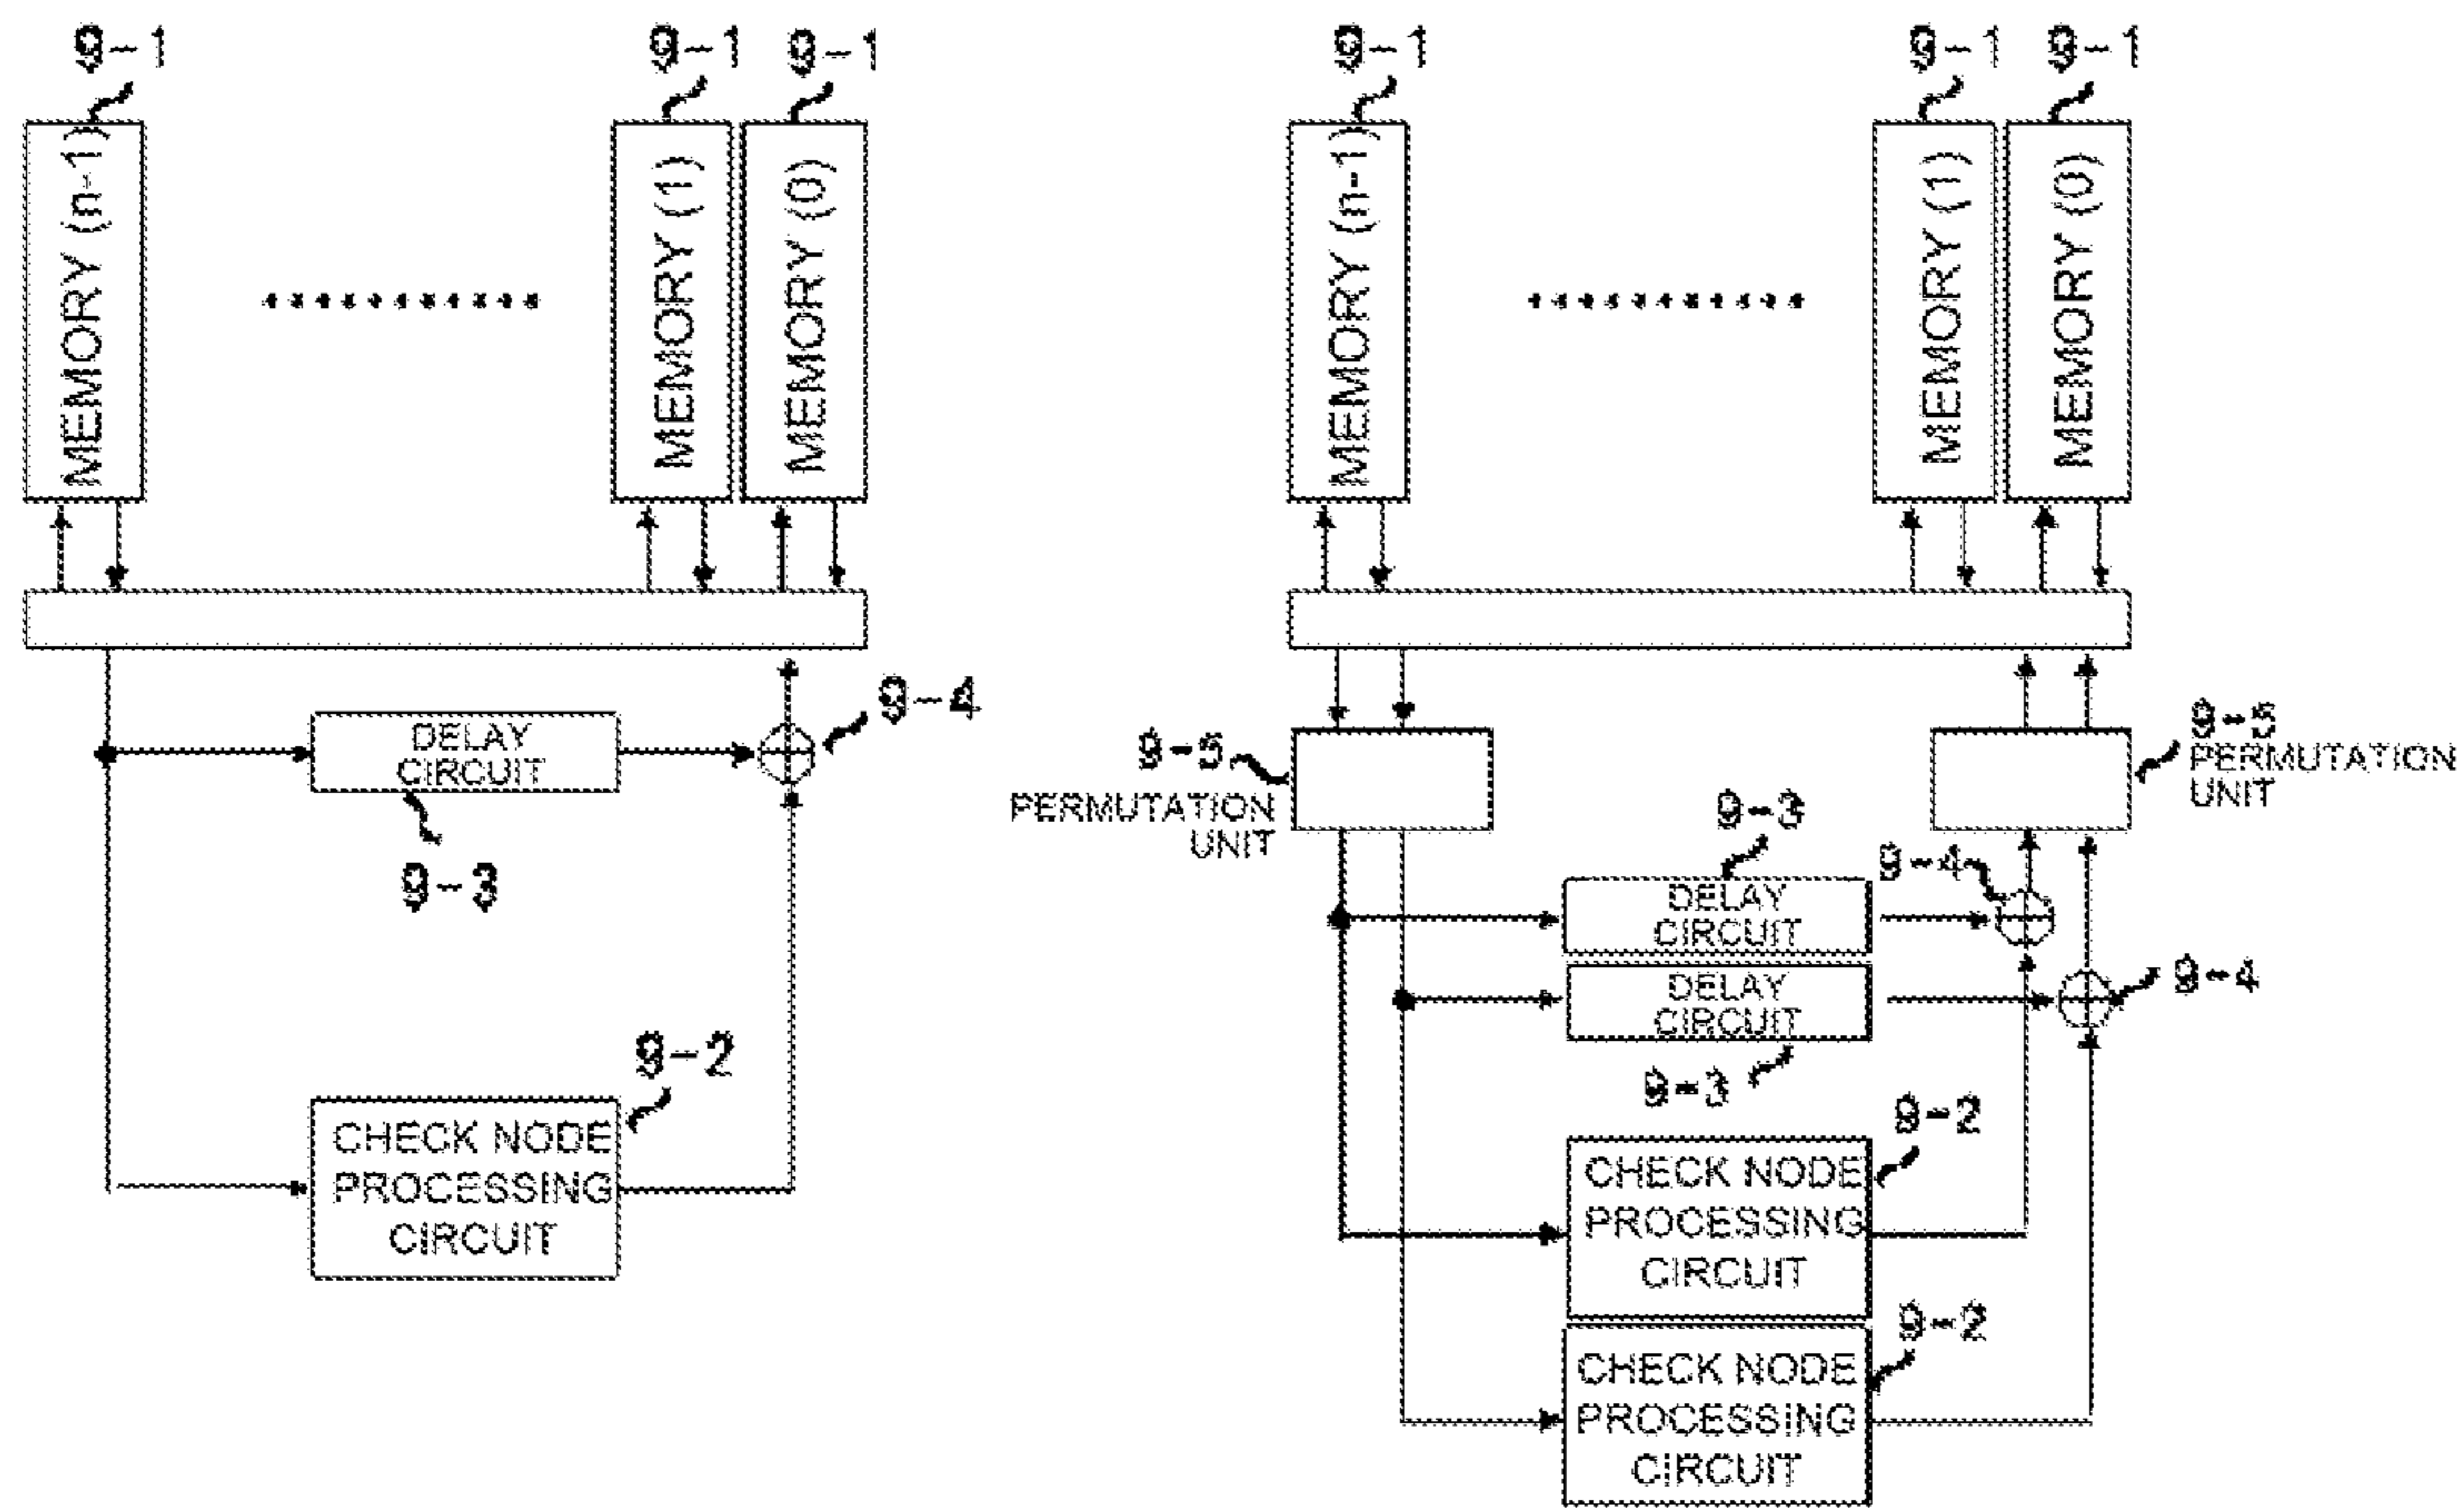 9-1
9-1
9-1
MEMORY (n-1)
MEMORY (1)
MEMORY (0)
DELAY
CIRCUIT
9-4
9-3
9-2
CHECK NODE
PROCESSING
CIRCUIT
9-1
9-1
9-1
MEMORY (n-1)
MEMORY (1)
MEMORY (0)
9-5
PERMUTATION
UNIT
9-5
PERMUTATION
UNIT
9-3
DELAY
CIRCUIT
9-4
DELAY
CIRCUIT
9-4
9-3
9-2
CHECK NODE
PROCESSING
CIRCUIT
9-2
CHECK NODE
PROCESSING
CIRCUIT